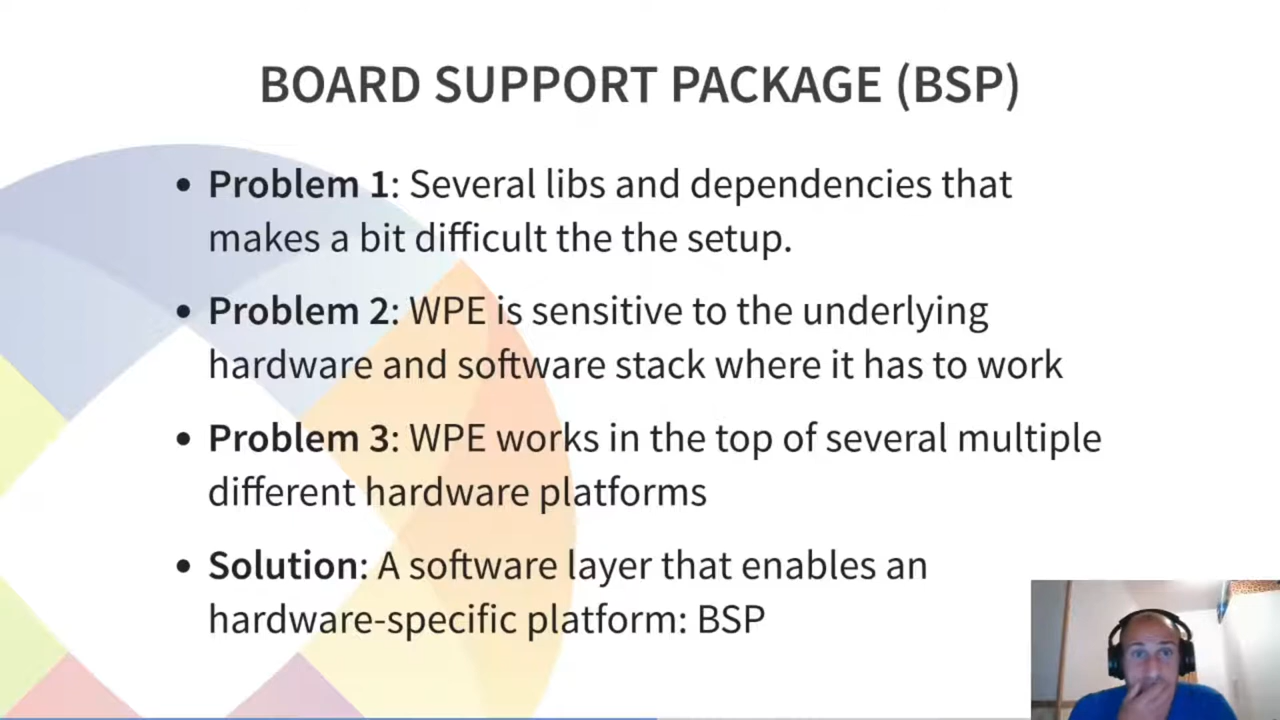 BOARD SUPPORT PACKAGE (BSP)
• Problem 1: Several libs and dependencies that
makes a bit difficult the the setup.
• Problem 2: WPE is sensitive to the underlying
hardware and software stack where it has to work
• Problem 3: WPE works in the top of several multiple
different hardware platforms
• Solution: A software layer that enables an
hardware-specific platform: BSP